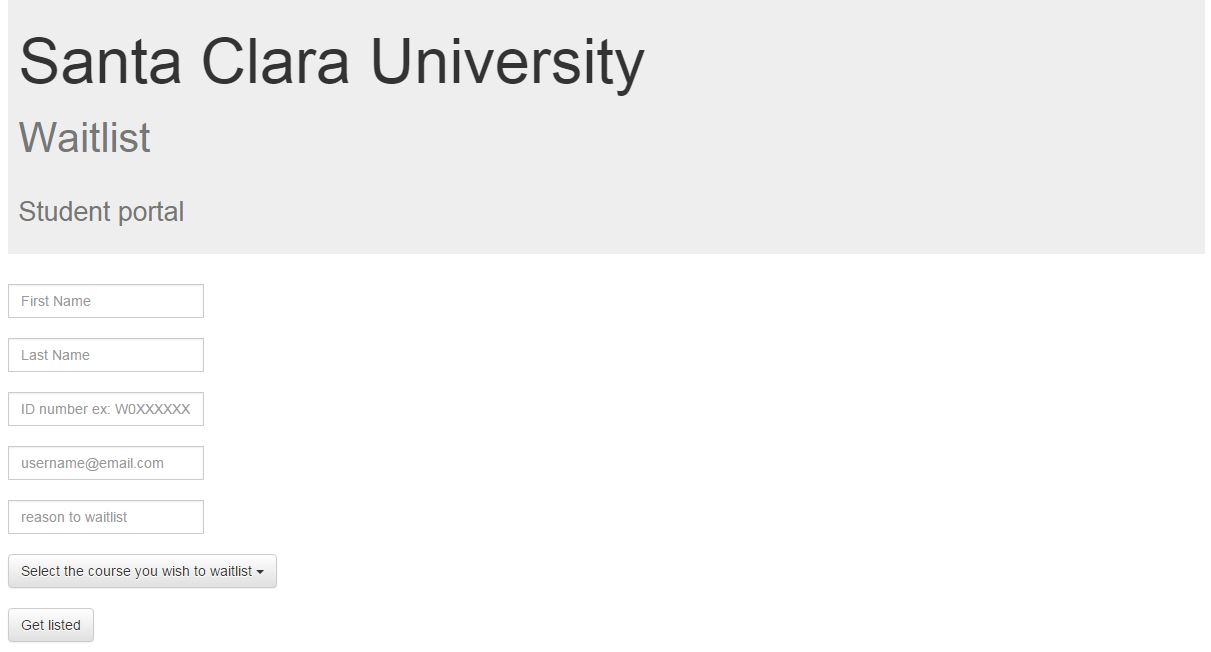 Santa Clara University
Waitlist
Student portal
First Name
Last Name
ID number ex: W0XXXXXX
username@email.com
reason to waitlist
Select the course you wish to waitlist
Get listed